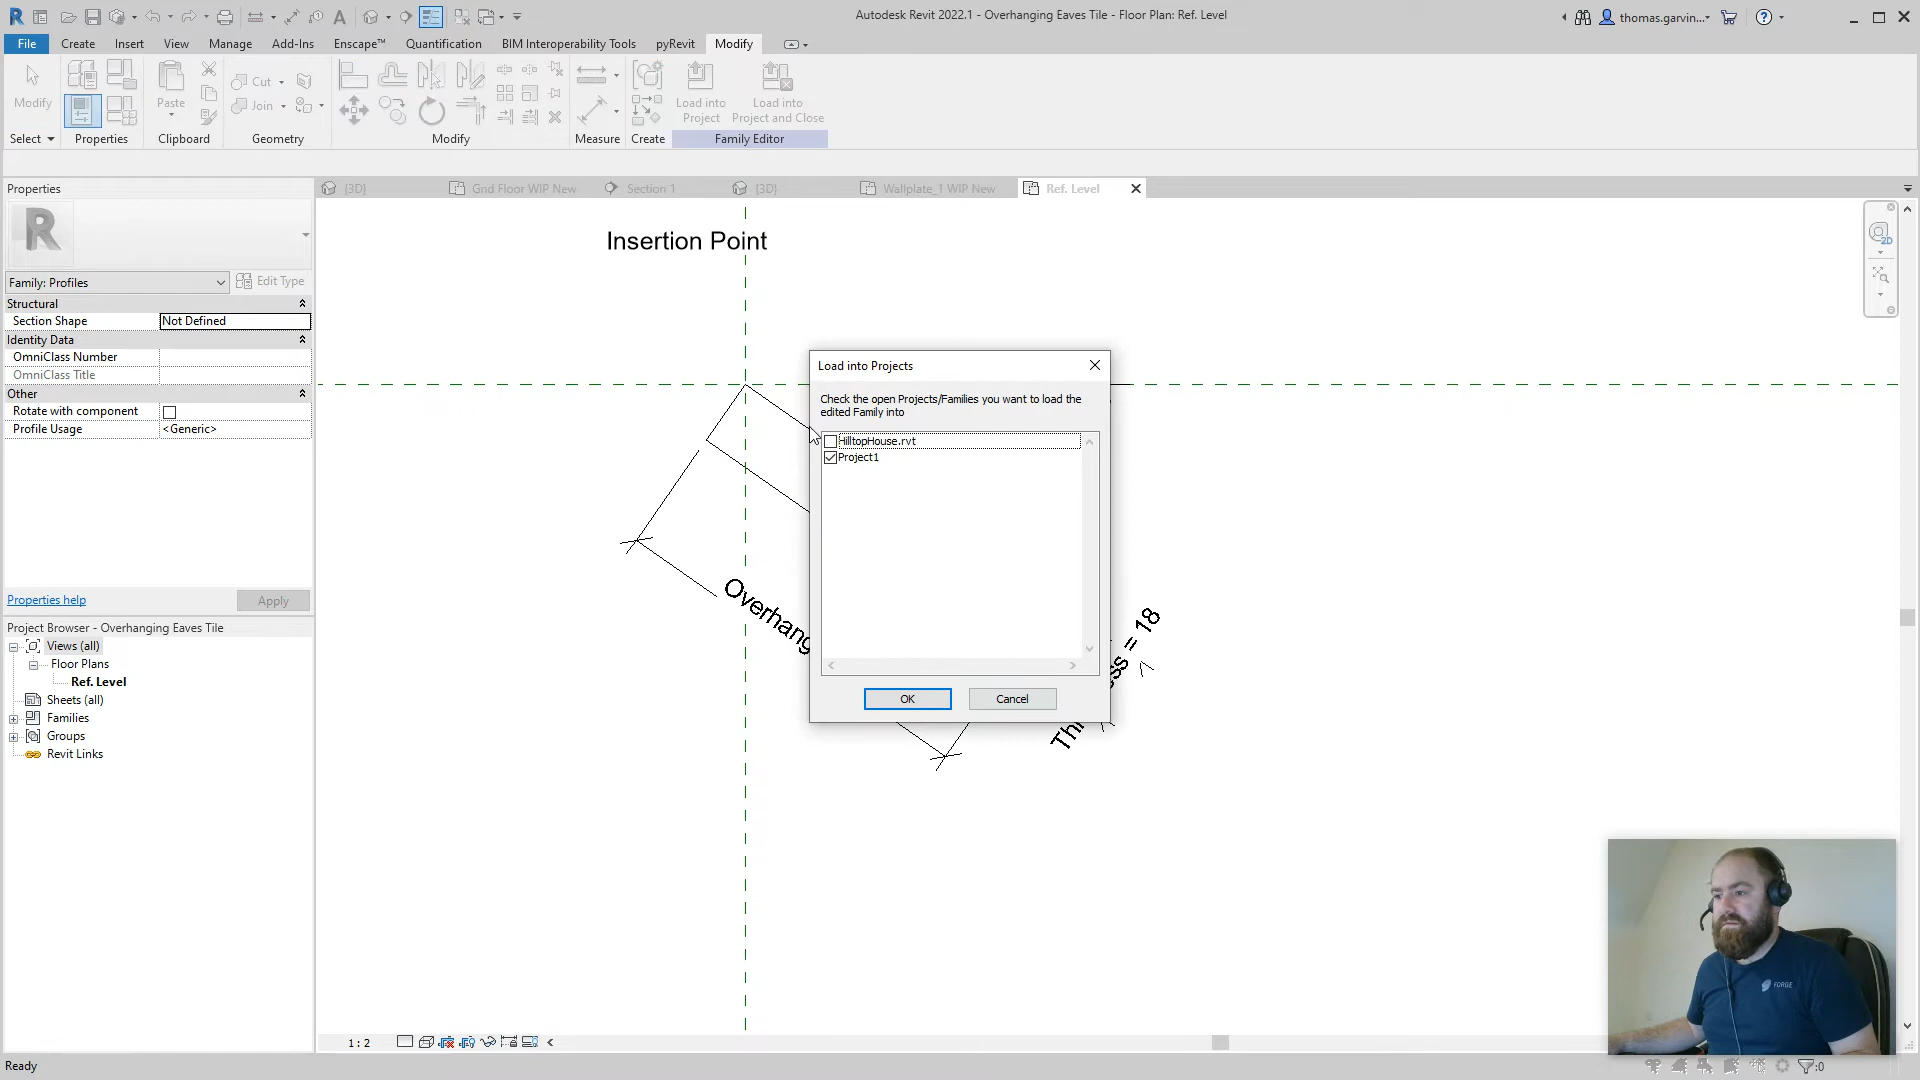 Autodesk Revit 2022.1 - Overhanging Eaves Tile - Floor Plan: Ref. Level
thomas.garvin...
File Create Insert View Manage Add-Ins Enscape™ Quantification BIM Interoperability Tools pyRevit Modify
Modify
Paste
Cut
Join
Load into
Project
Load into
Project and Close
Select Properties Clipboard Geometry Modify Measure Create Family Editor
Properties
{3D}
Gnd Floor WIP New
Section 1
{3D}
Wallplate_1 WIP New
Ref. Level
Family: Profiles
Edit Type
Structural
Section Shape Not Defined
Identity Data
OmniClass Number
OmniClass Title
Other
Rotate with component
Profile Usage <Generic>
Properties help
Apply
Project Browser - Overhanging Eaves Tile
Views (all)
Floor Plans
Ref. Level
Sheets (all)
Families
Groups
Revit Links
Insertion Point
Load into Projects
Check the open Projects/Families you want to load the
edited Family into
HilltopHouse.rvt
Project1
OK Cancel
= 18
2D
FORGE
1 : 2
Ready
:0